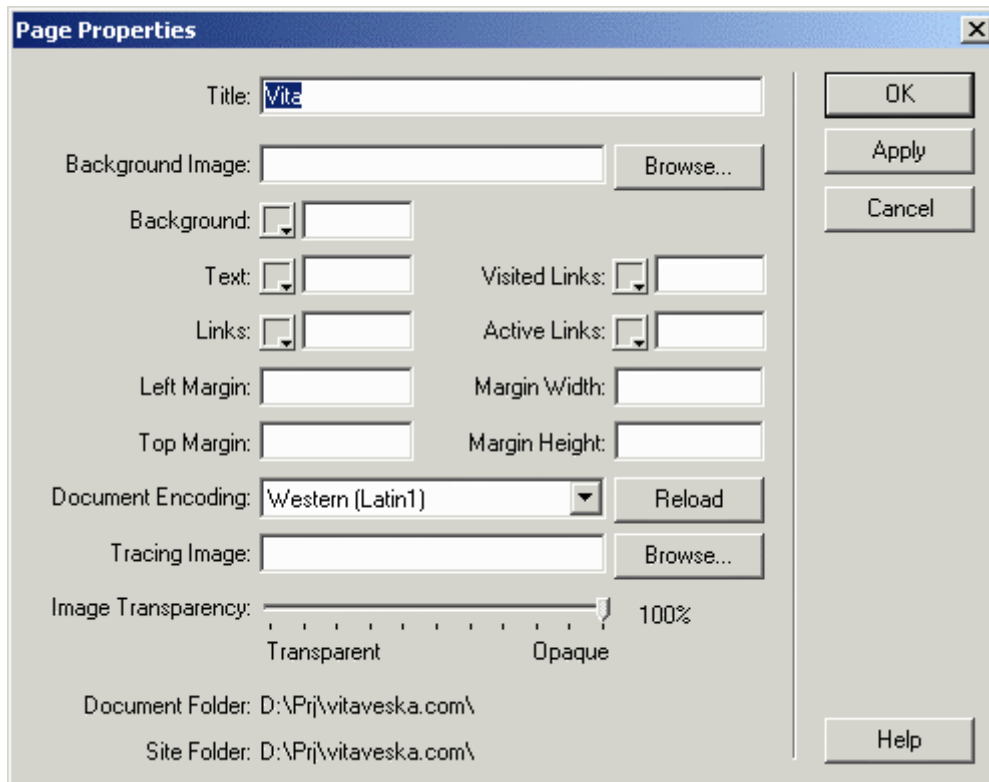 Page Properties
Title: Vita
OK
Background Image: Browse...
Apply
Background:
Cancel
Text: Visited Links:
Links: Active Links:
Left Margin: Margin Width:
Top Margin: Margin Height:
Document Encoding: Western (Latin1) Reload
Tracing Image: Browse...
Image Transparency: 100%
Transparent Opaque
Document Folder: D:\Prj\vitaveska.com\
Site Folder: D:\Prj\vitaveska.com\
Help